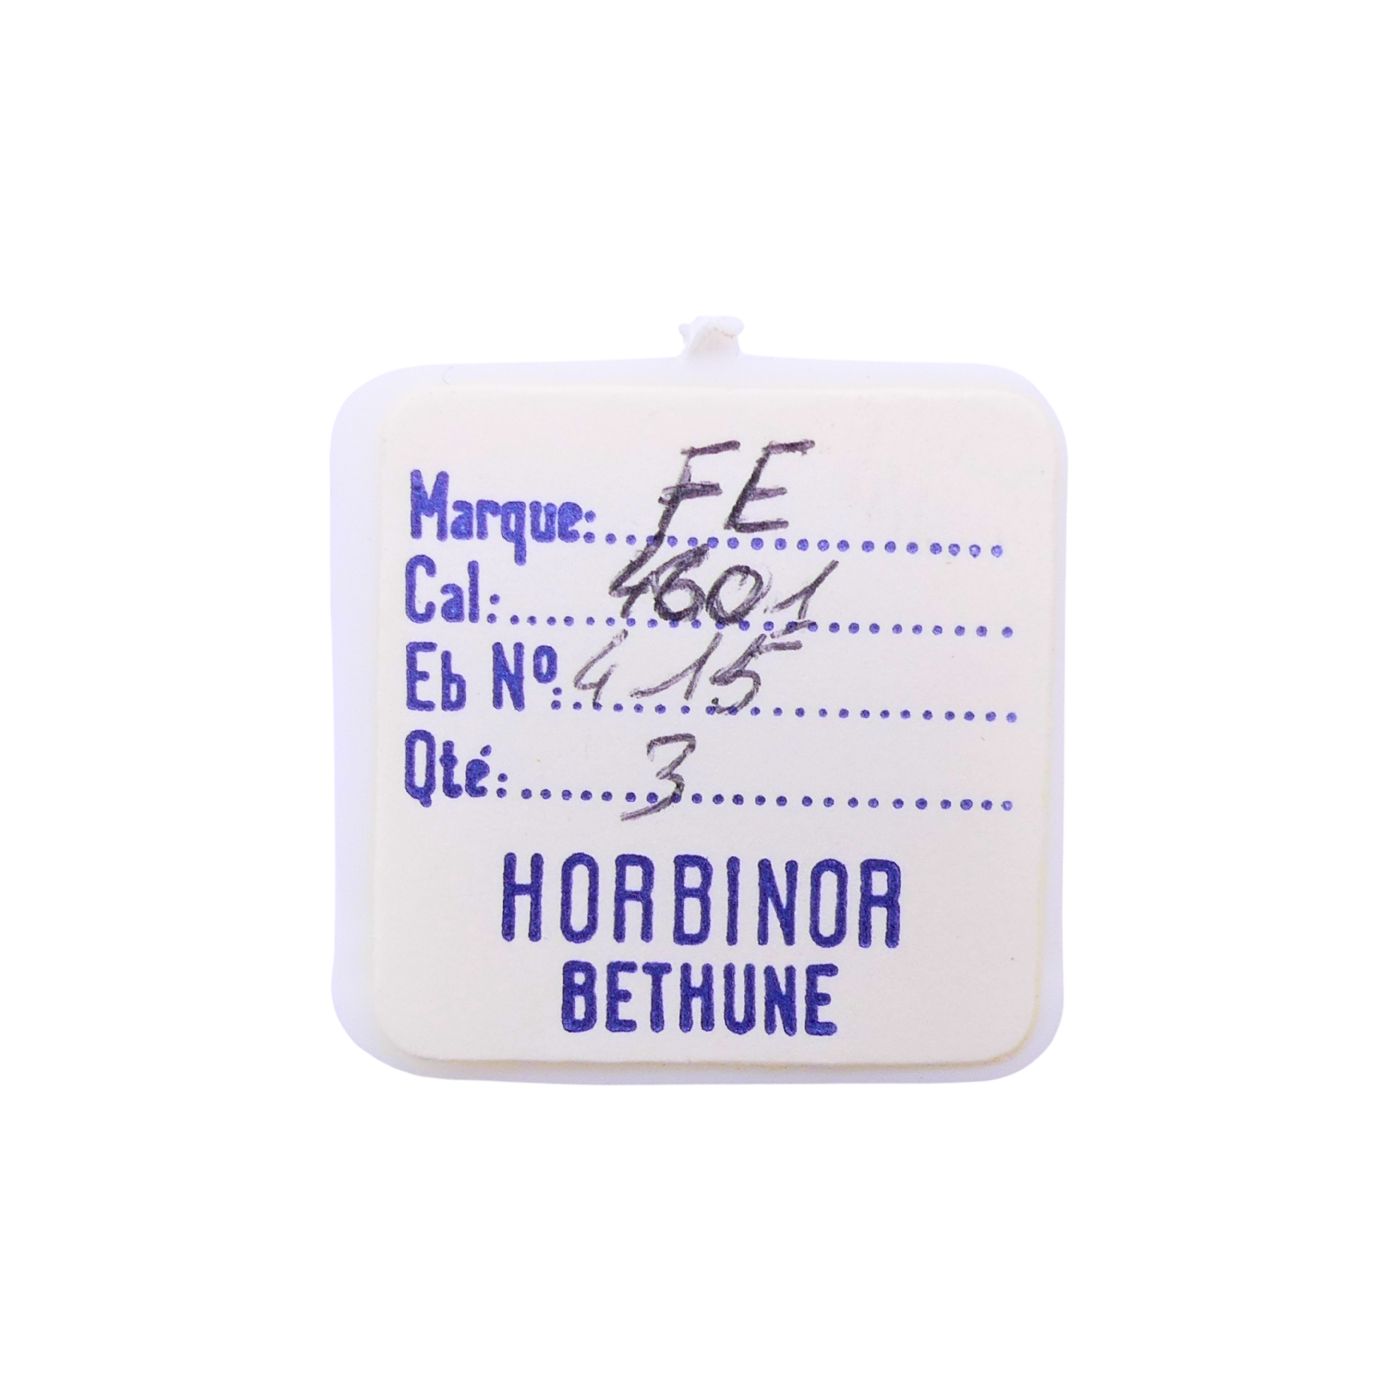 Marque: FE
Cal: 4601
Eb Nº: 415
Qté: 3
HORBINOR
BETHUNE